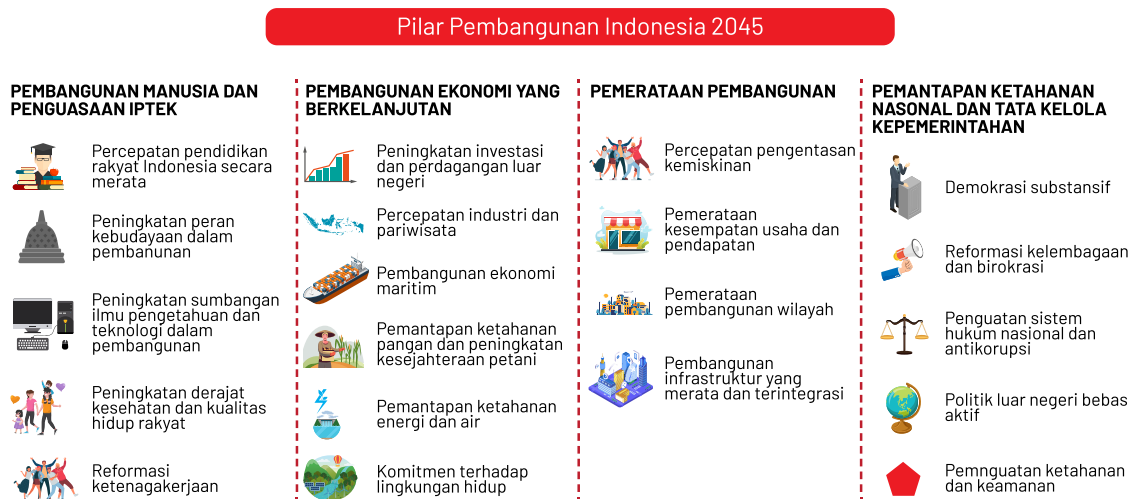 Pilar Pembangunan Indonesia 2045
PEMBANGUNAN MANUSIA DAN
PENGUASAAN IPTEK
Percepatan pendidikan
rakyat Indonesia secara
merata
Peningkatan peran
kebudayaan dalam
pembanunan
Peningkatan sumbangan
ilmu pengetahuan dan
teknologi dalam
pembangunan
Peningkatan derajat
kesehatan dan kualitas
hidup rakyat
Reformasi
ketenagakerjaan
PEMBANGUNAN EKONOMI YANG
BERKELANJUTAN
Peningkatan investasi
dan perdagangan luar
negeri
Percepatan industri dan
pariwisata
Pembangunan ekonomi
maritim
Pemantapan ketahanan
pangan dan peningkatan
kesejahteraan petani
Pemantapan ketahanan
energi dan air
Komitmen terhadap
lingkungan hidup
PEMERATAAN PEMBANGUNAN
Percepatan pengentasan
kemiskinan
Pemerataan
kesempatan usaha dan
pendapatan
Pemerataan
pembangunan wilayah
Pembangunan
infrastruktur yang
merata dan terintegrasi
PEMANTAPAN KETAHANAN
NASONAL DAN TATA KELOLA
KEPEMERINTAHAN
Demokrasi substansif
Reformasi kelembagaan
dan birokrasi
Penguatan sistem
hukum nasional dan
antikorupsi
Politik luar negeri bebas
aktif
Pemnguatan ketahanan
dan keamanan